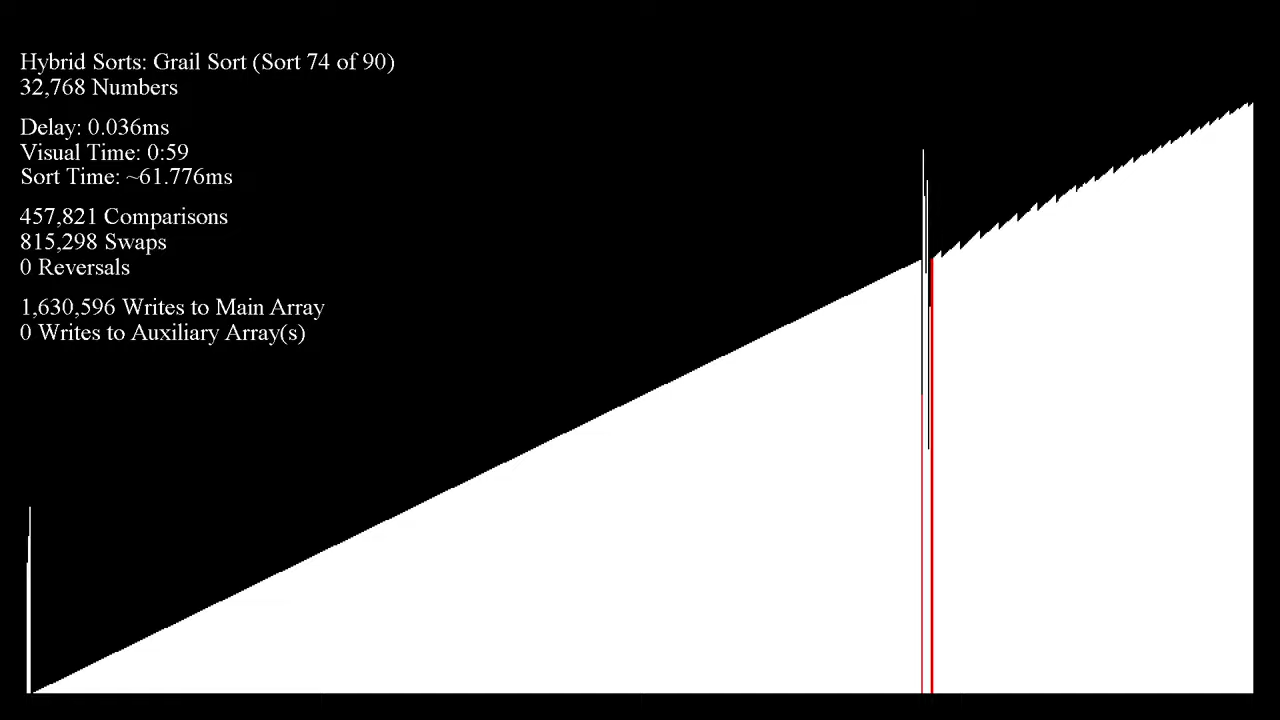 Hybrid Sorts: Grail Sort (Sort 74 of 90)
32,768 Numbers
Delay: 0.036ms
Visual Time: 0:59
Sort Time: ~61.776ms
457,821 Comparisons
815,298 Swaps
0 Reversals
1,630,596 Writes to Main Array
0 Writes to Auxiliary Array(s)